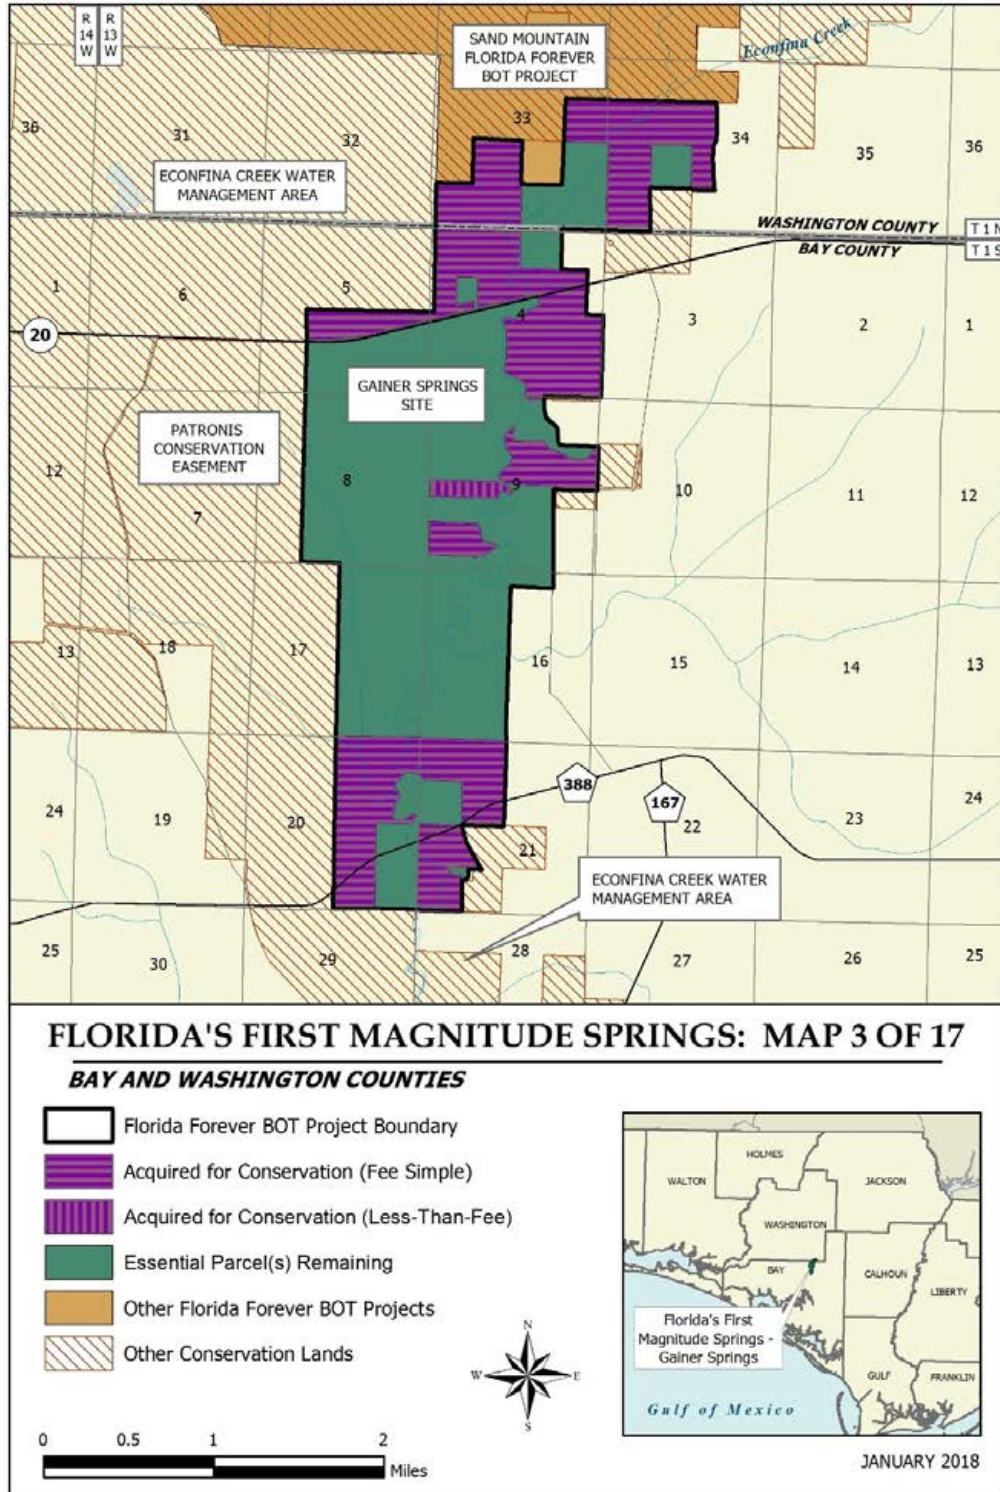 R
14
W
R
13
W
SAND MOUNTAIN
FLORIDA FOREVER
BOT PROJECT
Econfina Creek
36
31
32
33
34
35
36
ECONFINA CREEK WATER
MANAGEMENT AREA
WASHINGTON COUNTY
BAY COUNTY
T 1 N
T 1 S
1
6
5
4
3
2
1
20
GAINER SPRINGS
SITE
PATRONIS
CONSERVATION
EASEMENT
12
7
8
9
10
11
12
13
18
17
16
15
14
13
388
167
24
19
20
21
22
23
24
ECONFINA CREEK WATER
MANAGEMENT AREA
25
30
29
28
27
26
25
FLORIDA'S FIRST MAGNITUDE SPRINGS: MAP 3 OF 17
BAY AND WASHINGTON COUNTIES
Florida Forever BOT Project Boundary
Acquired for Conservation (Fee Simple)
Acquired for Conservation (Less-Than-Fee)
Essential Parcel(s) Remaining
Other Florida Forever BOT Projects
Other Conservation Lands
N
W
E
S
0 0.5 1 2
Miles
HOLMES
WALTON
JACKSON
WASHINGTON
BAY
CALHOUN
LIBERTY
Florida's First
Magnitude Springs -
Gainer Springs
GULF
FRANKLIN
Gulf of Mexico
JANUARY 2018